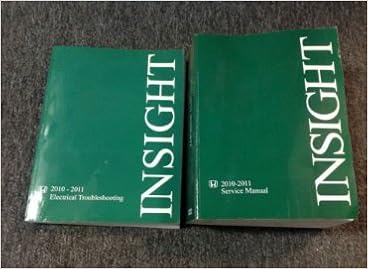 INSIGHT
2010 - 2011
Electrical Troubleshooting
INSIGHT
2010-2011
Service Manual